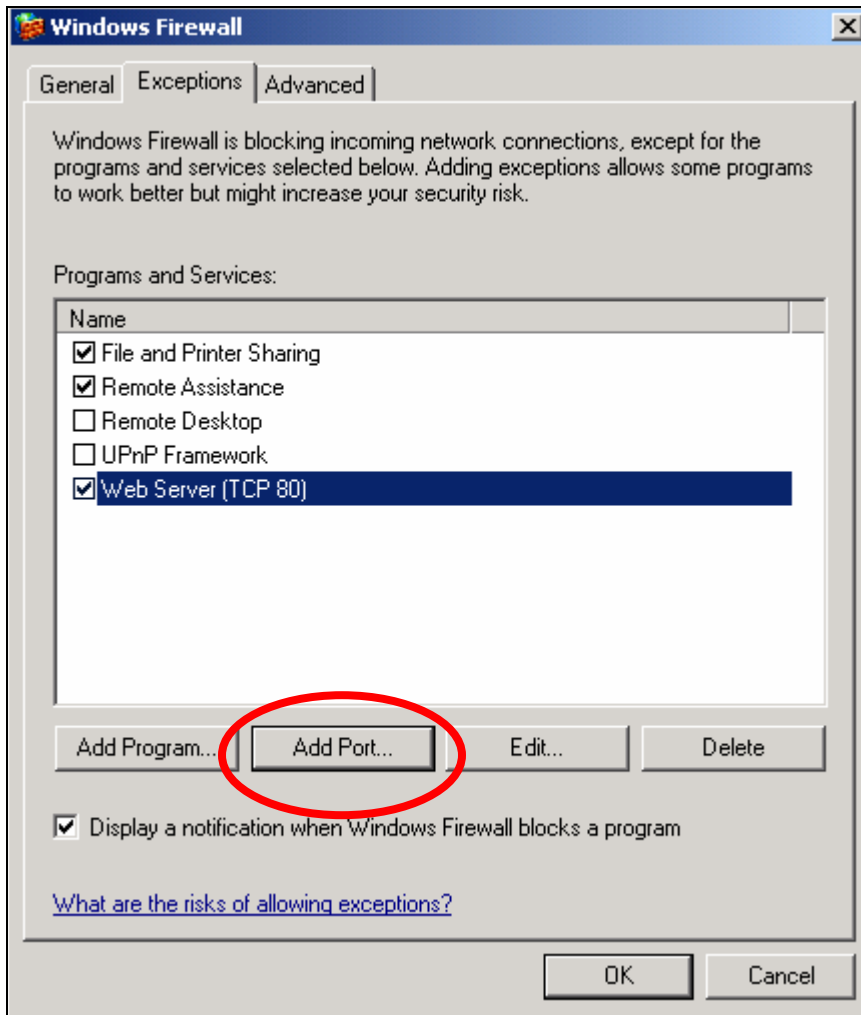 Windows Firewall
General Exceptions Advanced
Windows Firewall is blocking incoming network connections, except for the
programs and services selected below. Adding exceptions allows some programs
to work better but might increase your security risk.
Programs and Services:
Name
File and Printer Sharing
Remote Assistance
Remote Desktop
UPnP Framework
Web Server (TCP 80)
Add Program... Add Port... Edit... Delete
Display a notification when Windows Firewall blocks a program
What are the risks of allowing exceptions?
OK Cancel